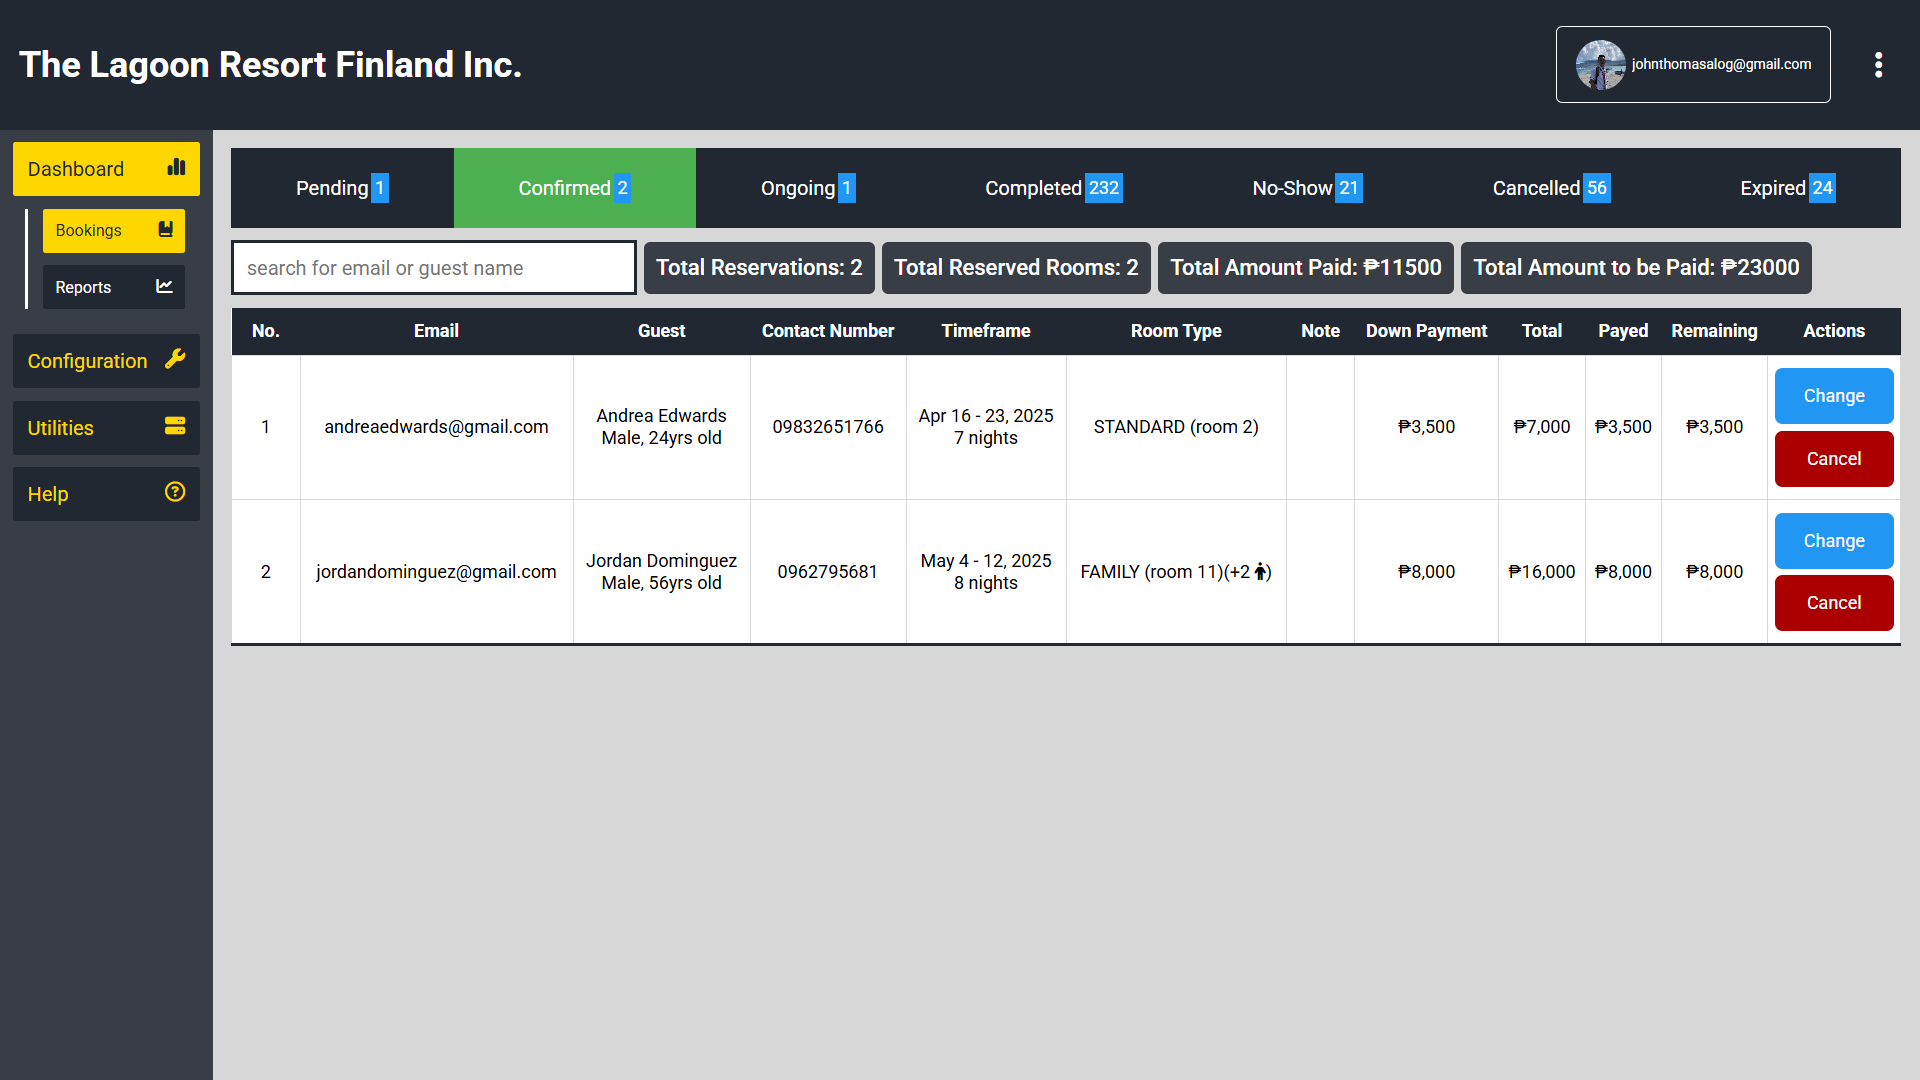 The Lagoon Resort Finland Inc.
johnthomasalog@gmail.com
Dashboard
Bookings
Reports
Configuration
Utilities
Help
Pending 1
Confirmed 2
Ongoing 1
Completed 232
No-Show 21
Cancelled 56
Expired 24
search for email or guest name
Total Reservations: 2
Total Reserved Rooms: 2
Total Amount Paid: ₱11500
Total Amount to be Paid: ₱23000
No. Email Guest Contact Number Timeframe Room Type Note Down Payment Total Payed Remaining Actions
1 andreaedwards@gmail.com Andrea Edwards 09832651766 Apr 16 - 23, 2025 STANDARD (room 2) ₱3,500 ₱7,000 ₱3,500 ₱3,500 Change
Male, 24yrs old 7 nights Cancel
2 jordandominguez@gmail.com Jordan Dominguez 0962795681 May 4 - 12, 2025 FAMILY (room 11)(+2 ) ₱8,000 ₱16,000 ₱8,000 ₱8,000 Change
Male, 56yrs old 8 nights Cancel